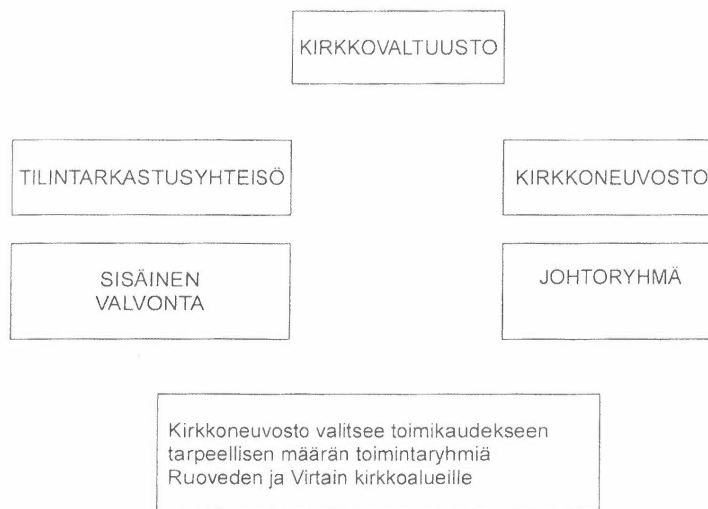 KIRKKOVALTUUSTO
TILINTARKASTUSYHTEISÖ
KIRKKONEUVOSTO
SISÄINEN
VALVONTA
JOHTORYHMÄ
Kirkkoneuvosto valitsee toimikaudekseen
tarpeellisen määrän toimintaryhmiä
Ruoveden ja Virtain kirkkoalueille